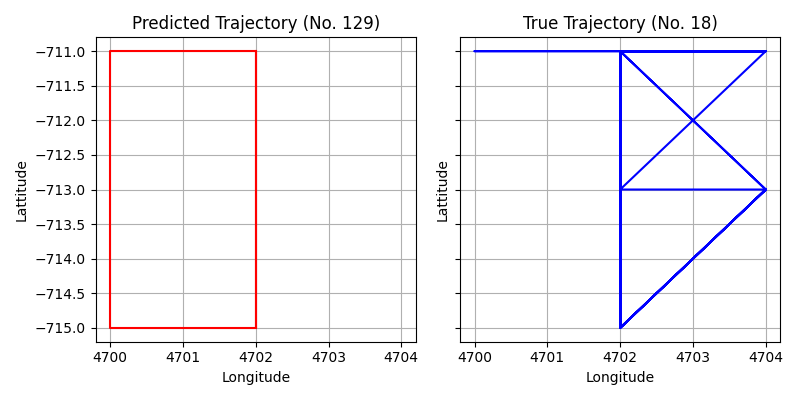 Predicted Trajectory (No. 129)
True Trajectory (No. 18)
−711.0
−711.5
−712.0
−712.5
−713.0
−713.5
−714.0
−714.5
−715.0
Lattitude
Lattitude
4700 4701 4702 4703 4704
4700 4701 4702 4703 4704
Longitude
Longitude